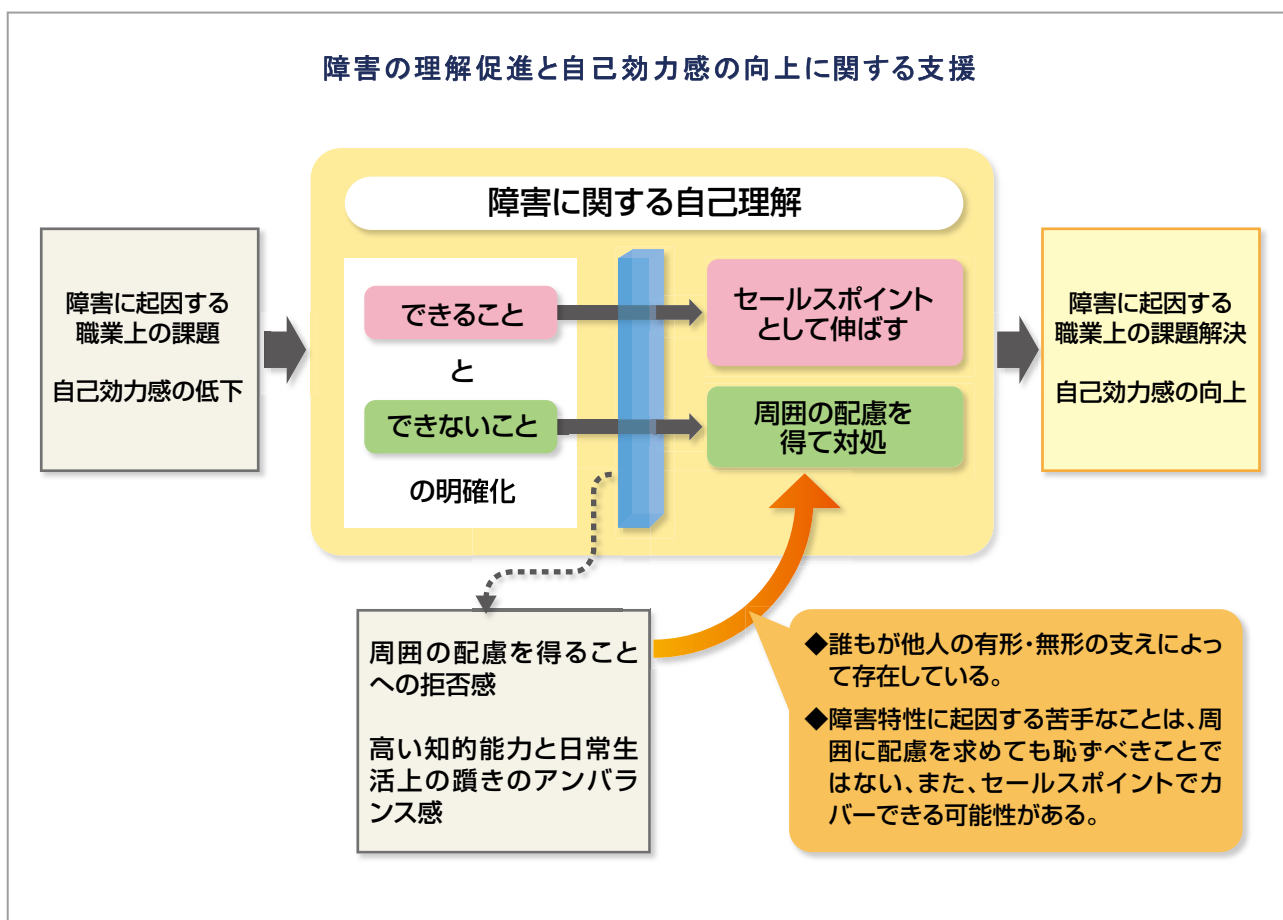 障害の理解促進と自己効力感の向上に関する支援
障害に関する自己理解
障害に起因する
職業上の課題
自己効力感の低下
できること
と
できないこと
の明確化
セールスポイント
として伸ばす
周囲の配慮を
得て対処
障害に起因する
職業上の課題解決
自己効力感の向上
周囲の配慮を得ること
への拒否感
高い知的能力と日常生
活上の躓きのアンバラ
ンス感
◆誰もが他人の有形・無形の支えによっ
て存在している。
◆障害特性に起因する苦手なことは、周
囲に配慮を求めても恥ずべきことで
はない、また、セールスポイントでカ
バーできる可能性がある。